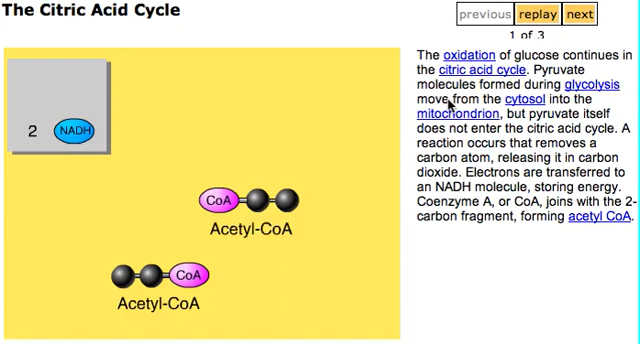 The Citric Acid Cycle
previous replay next
1 of 3
The oxidation of glucose continues in
the citric acid cycle. Pyruvate
molecules formed during glycolysis
move from the cytosol into the
mitochondrion, but pyruvate itself
does not enter the citric acid cycle. A
reaction occurs that removes a
carbon atom, releasing it in carbon
dioxide. Electrons are transferred to
an NADH molecule, storing energy.
Coenzyme A, or CoA, joins with the 2-
carbon fragment, forming acetyl CoA.
2 NADH
CoA
Acetyl-CoA
CoA
Acetyl-CoA